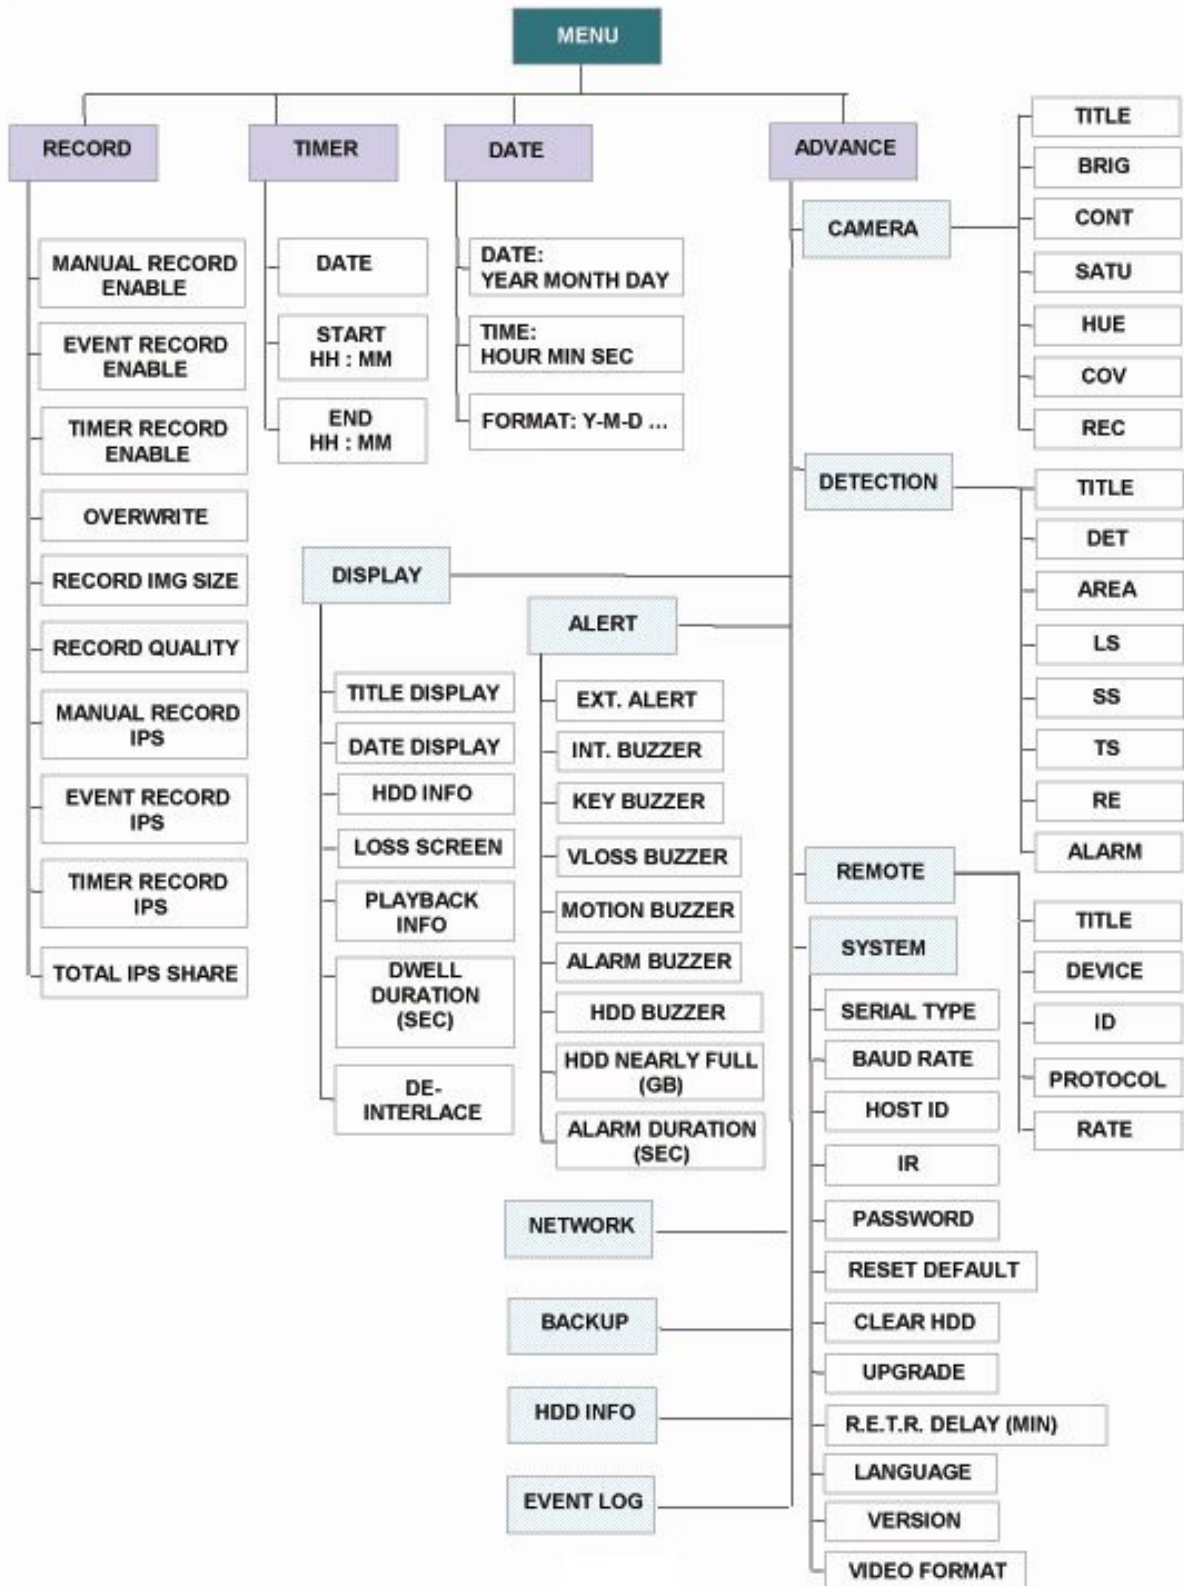 MENU
RECORD
MANUAL RECORD
ENABLE
EVENT RECORD
ENABLE
TIMER RECORD
ENABLE
OVERWRITE
RECORD IMG SIZE
RECORD QUALITY
MANUAL RECORD
IPS
EVENT RECORD
IPS
TIMER RECORD
IPS
TOTAL IPS SHARE
TIMER
DATE
START
HH : MM
END
HH : MM
DATE
DATE:
YEAR MONTH DAY
TIME:
HOUR MIN SEC
FORMAT: Y-M-D ...
ADVANCE
CAMERA
TITLE
BRIG
CONT
SATU
HUE
COV
REC
DETECTION
TITLE
DET
AREA
LS
SS
TS
RE
ALARM
DISPLAY
TITLE DISPLAY
DATE DISPLAY
HDD INFO
LOSS SCREEN
PLAYBACK
INFO
DWELL
DURATION
(SEC)
DE-
INTERLACE
ALERT
EXT. ALERT
INT. BUZZER
KEY BUZZER
VLOSS BUZZER
MOTION BUZZER
ALARM BUZZER
HDD BUZZER
HDD NEARLY FULL
(GB)
ALARM DURATION
(SEC)
REMOTE
TITLE
DEVICE
ID
PROTOCOL
RATE
SYSTEM
SERIAL TYPE
BAUD RATE
HOST ID
IR
PASSWORD
RESET DEFAULT
CLEAR HDD
UPGRADE
R.E.T.R. DELAY (MIN)
LANGUAGE
VERSION
VIDEO FORMAT
NETWORK
BACKUP
HDD INFO
EVENT LOG